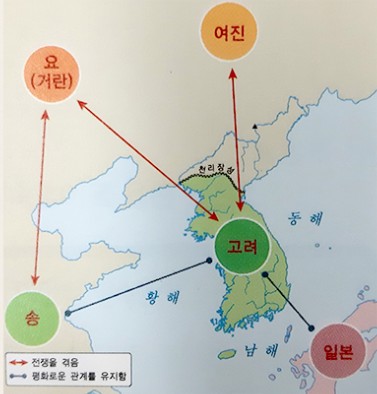 여진
요
(거란)
천리장성
동해
고려
황해
송
남해
일본
전쟁을 겪음
평화로운 관계를 유지함